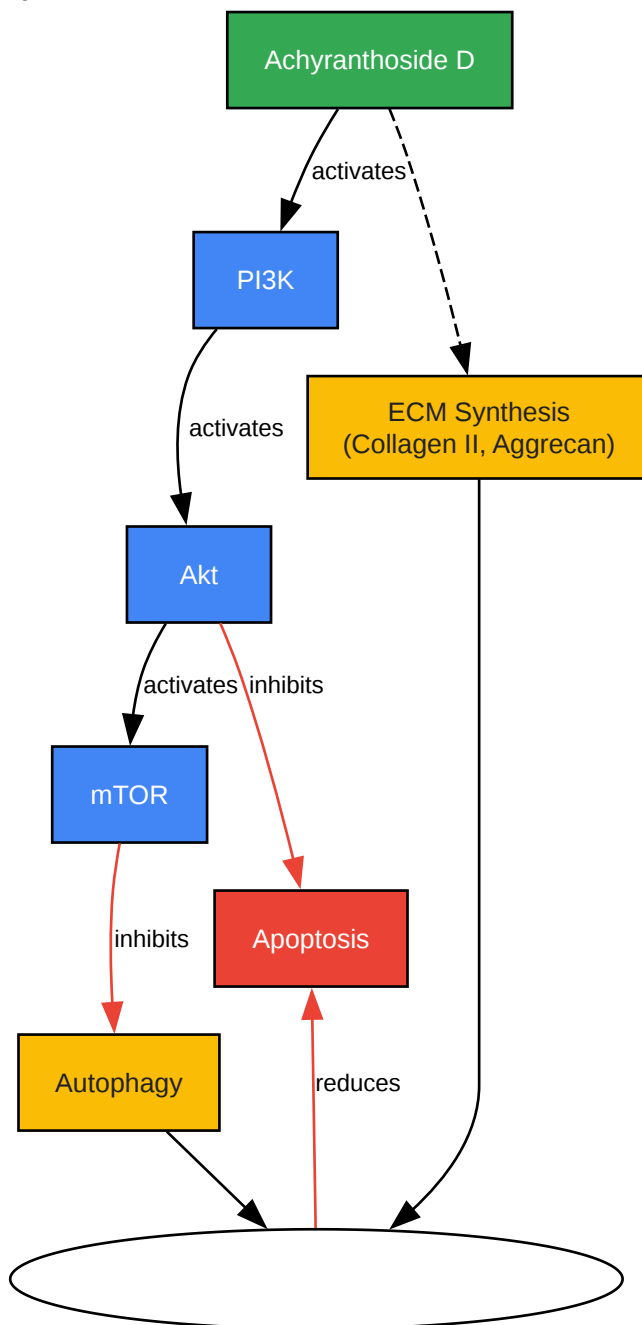 Achyranthoside D
activates
PI3K
ECM Synthesis
(Collagen II, Aggrecan)
activates
Akt
activates
inhibits
mTOR
inhibits
Apoptosis
Autophagy
reduces